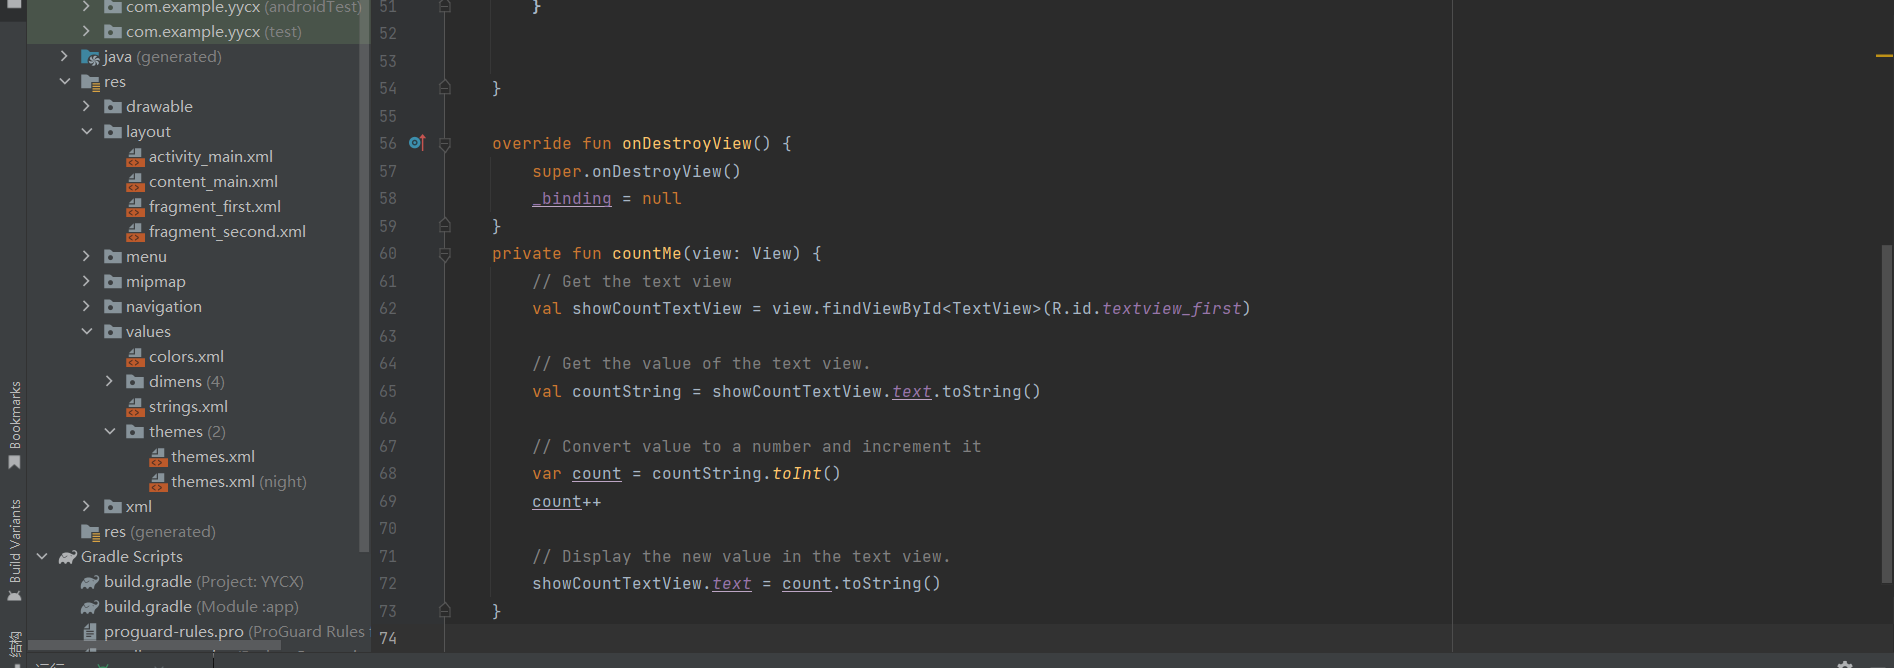 com.example.yycx (androidTest)
com.example.yycx (test)
java (generated)
res
drawable
layout
activity_main.xml
content_main.xml
fragment_first.xml
fragment_second.xml
menu
mipmap
navigation
values
colors.xml
dimens (4)
strings.xml
themes (2)
themes.xml
themes.xml (night)
xml
res (generated)
Gradle Scripts
build.gradle (Project: YYCX)
build.gradle (Module :app)
proguard-rules.pro (ProGuard Rules
Bookmarks
Build Variants
结构
51 }
52
53
54 }
55
56 override fun onDestroyView() {
57 super.onDestroyView()
58 _binding = null
59 }
60 private fun countMe(view: View) {
61 // Get the text view
62 val showCountTextView = view.findViewById<TextView>(R.id.textview_first)
63
64 // Get the value of the text view.
65 val countString = showCountTextView.text.toString()
66
67 // Convert value to a number and increment it
68 var count = countString.toInt()
69 count++
70
71 // Display the new value in the text view.
72 showCountTextView.text = count.toString()
73 }
74